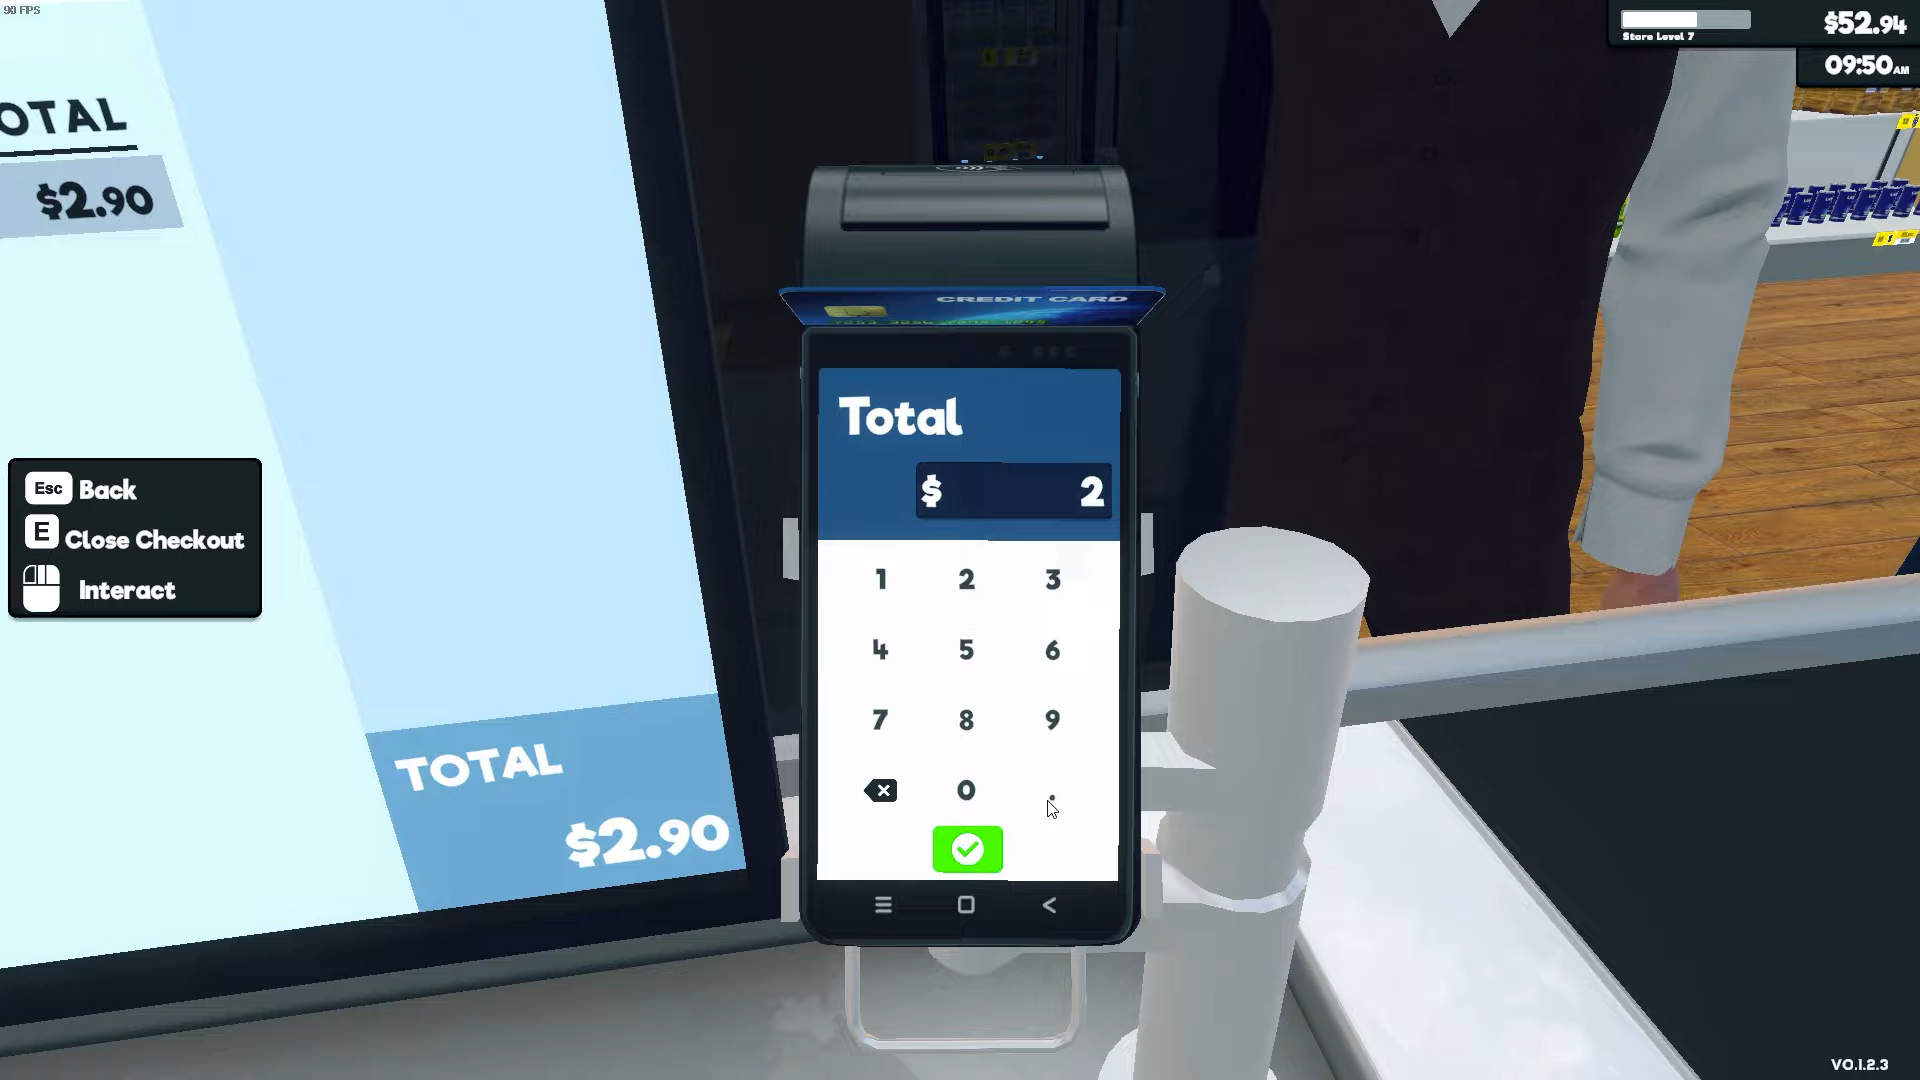 90 FPS
$52.94
Store Level 7
09:50AM
OTAL
$2.90
CREDIT CARD
Total
$ 2
Esc Back
E Close Checkout
Interact
1 2 3
4 5 6
7 8 9
0 .
TOTAL
$2.90
V0.1.2.3